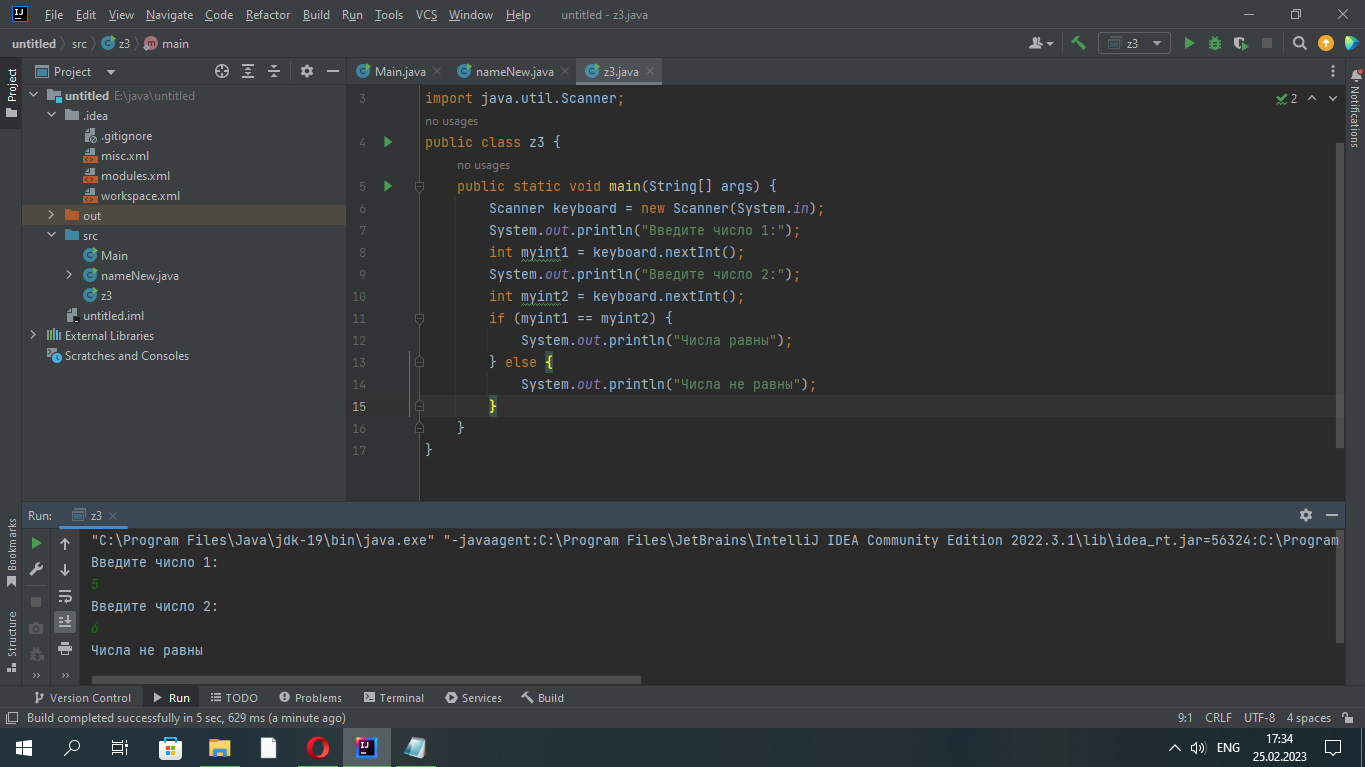 File Edit View Navigate Code Refactor Build Run Tools VCS Window Help untitled - z3.java
untitled src z3 main z3
Project Main.java nameNew.java z3.java
Project
Notifications
Bookmarks
Structure
untitled E:\java\untitled
.idea
.gitignore
misc.xml
modules.xml
workspace.xml
out
src
Main
nameNew.java
z3
untitled.iml
External Libraries
Scratches and Consoles
2
3 import java.util.Scanner;
no usages
4 public class z3 {
no usages
5 public static void main(String[] args) {
6 Scanner keyboard = new Scanner(System.in);
7 System.out.println("Введите число 1:");
8 int myint1 = keyboard.nextInt();
9 System.out.println("Введите число 2:");
10 int myint2 = keyboard.nextInt();
11 if (myint1 == myint2) {
12 System.out.println("Числа равны");
13 } else {
14 System.out.println("Числа не равны");
15 }
16 }
17 }
Run: z3
"C:\Program Files\Java\jdk-19\bin\java.exe" "-javaagent:C:\Program Files\JetBrains\IntelliJ IDEA Community Edition 2022.3.1\lib\idea_rt.jar=56324:C:\Program
Введите число 1:
5
Введите число 2:
6
Числа не равны
Version Control Run TODO Problems Terminal Services Build
Build completed successfully in 5 sec, 629 ms (a minute ago) 9:1 CRLF UTF-8 4 spaces
ENG 17:34
25.02.2023